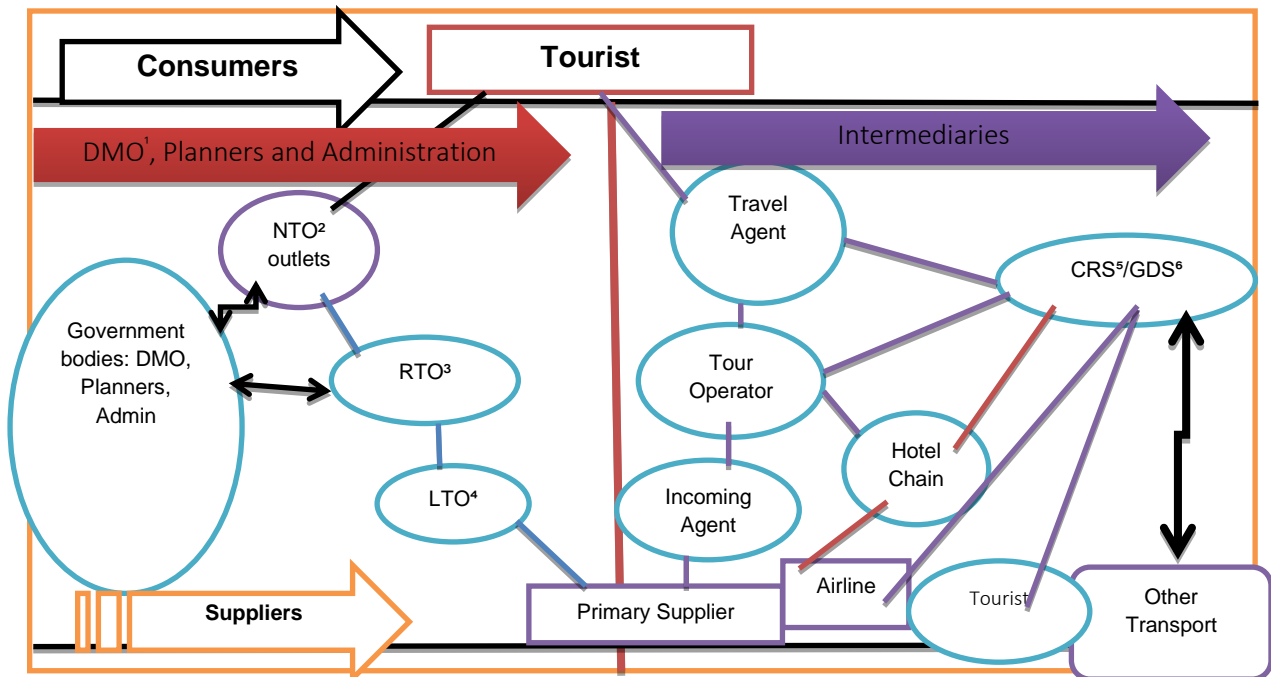 Consumers
Tourist
DMO¹, Planners and Administration
Intermediaries
NTO²
outlets
Travel
Agent
CRS⁵/GDS⁶
Government
bodies: DMO,
Planners,
Admin
RTO³
Tour
Operator
Hotel
Chain
LTO⁴
Incoming
Agent
Suppliers
Primary Supplier
Airline
Tourist
Other
Transport